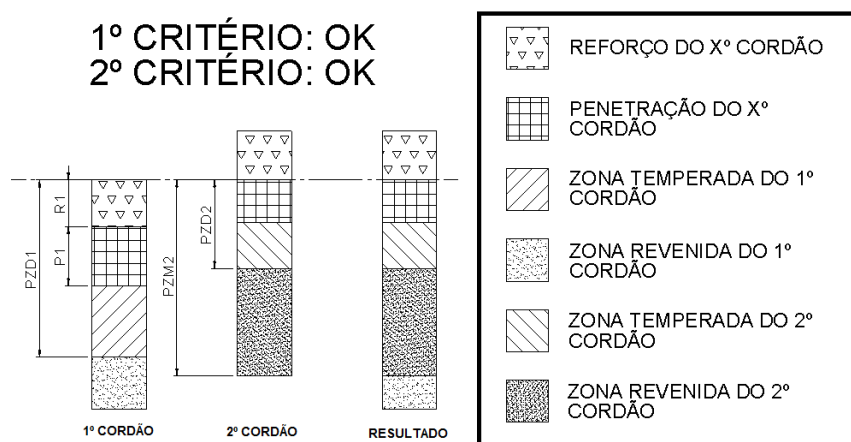 1º CRITÉRIO: OK
2º CRITÉRIO: OK
R1
P1
PZD1
PZM2
PZD2
1º CORDÃO
2º CORDÃO
RESULTADO
REFORÇO DO Xº CORDÃO
PENETRAÇÃO DO Xº
CORDÃO
ZONA TEMPERADA DO 1º
CORDÃO
ZONA REVENIDA DO 1º
CORDÃO
ZONA TEMPERADA DO 2º
CORDÃO
ZONA REVENIDA DO 2º
CORDÃO